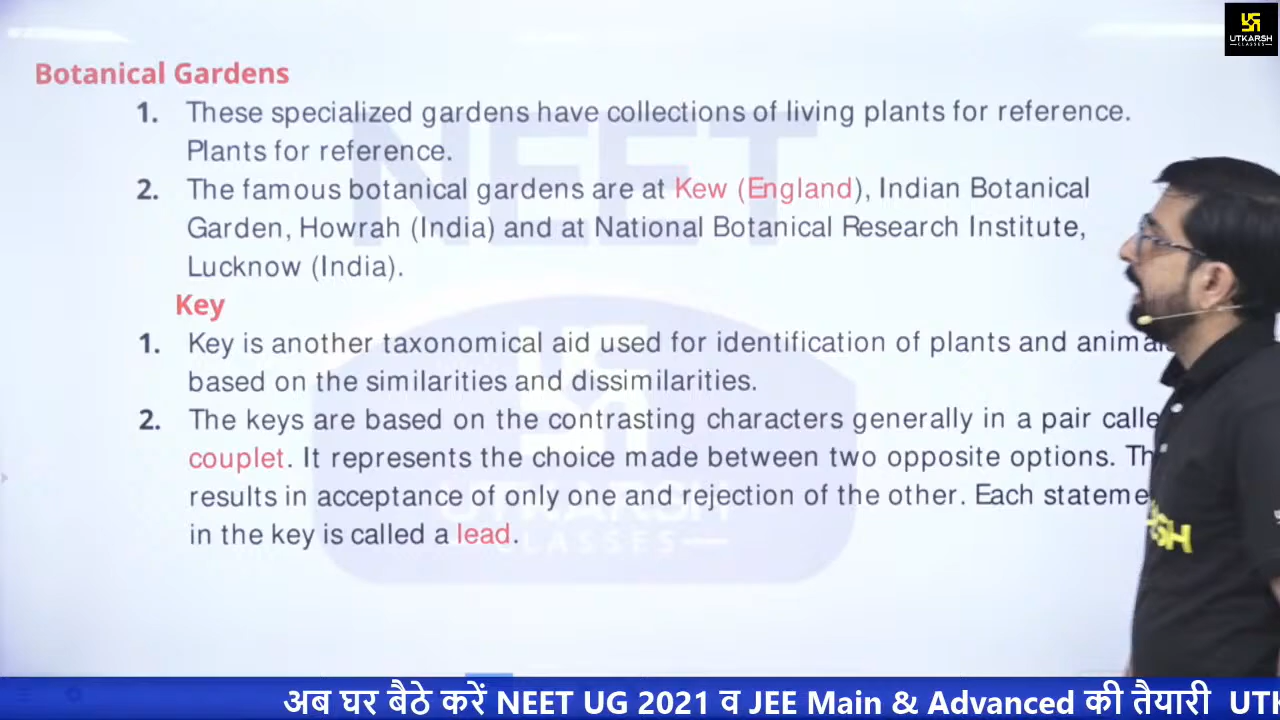 UTKARSH
CLASSES
Botanical Gardens
1. These specialized gardens have collections of living plants for reference.
Plants for reference.
2. The famous botanical gardens are at Kew (England), Indian Botanical
Garden, Howrah (India) and at National Botanical Research Institute,
Lucknow (India).
Key
1. Key is another taxonomical aid used for identification of plants and
based on the similarities and dissimilarities.
2. The keys are based on the contrasting characters generally in a pair
couplet. It represents the choice made between two opposite options.
results in acceptance of only one and rejection of the other. Each
in the key is called a lead.
NEET
UTKARSH
CLASSES
अब घर बैठे करें NEET UG 2021 व JEE Main & Advanced की तैयारी